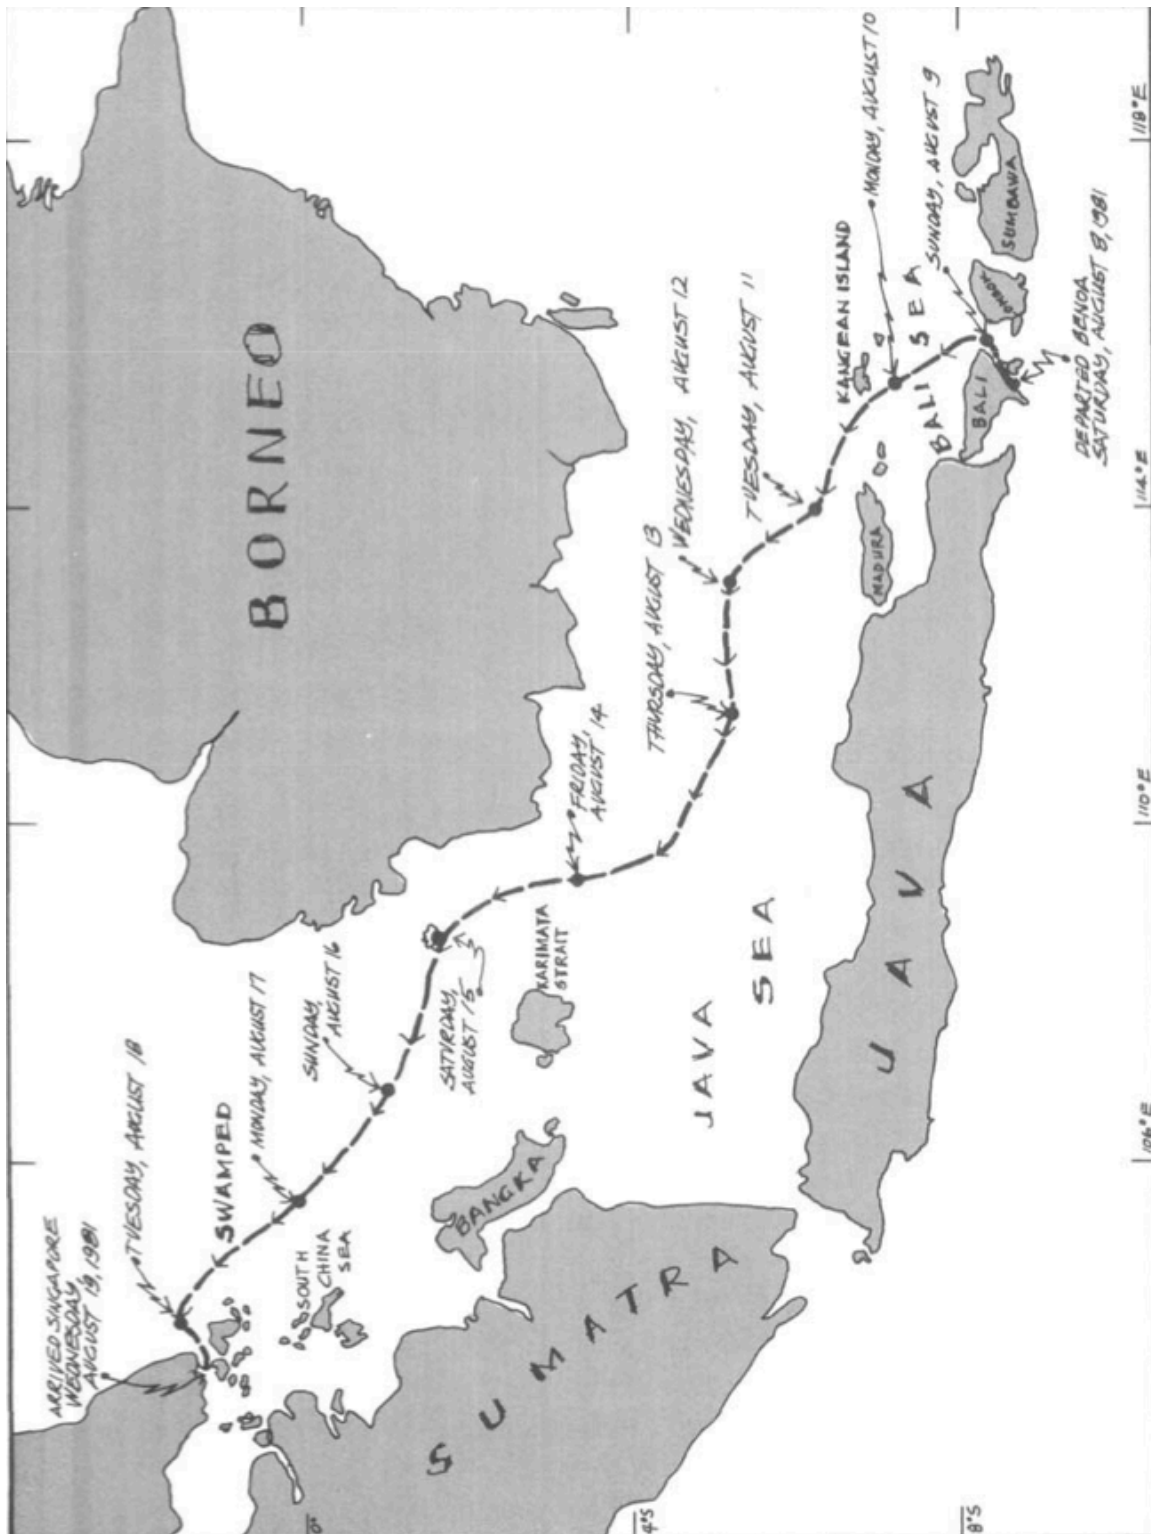 ARRIVED SINGAPORE
WEDNESDAY,
AUGUST 19, 1981
TUESDAY, AUGUST 18
SWAMPED
MONDAY, AUGUST 17
SUNDAY,
AUGUST 16
SATURDAY,
AUGUST 15
SOUTH
CHINA
SEA
BORNEO
BANGKA
SUMATRA
KARIMATA
STRAIT
FRIDAY,
AUGUST 14
THURSDAY, AUGUST 13
WEDNESDAY, AUGUST 12
TUESDAY, AUGUST 11
JAVA
SEA
KANGEAN ISLAND
MONDAY, AUGUST 10
BALI SEA
SUNDAY, AUGUST 9
MADURA
JAVA
BALI
LOMBOK
SUMBAWA
DEPARTED BENOA
SATURDAY, AUGUST 8, 1981
0°
4°S
8°S
106°E
110°E
114°E
118°E